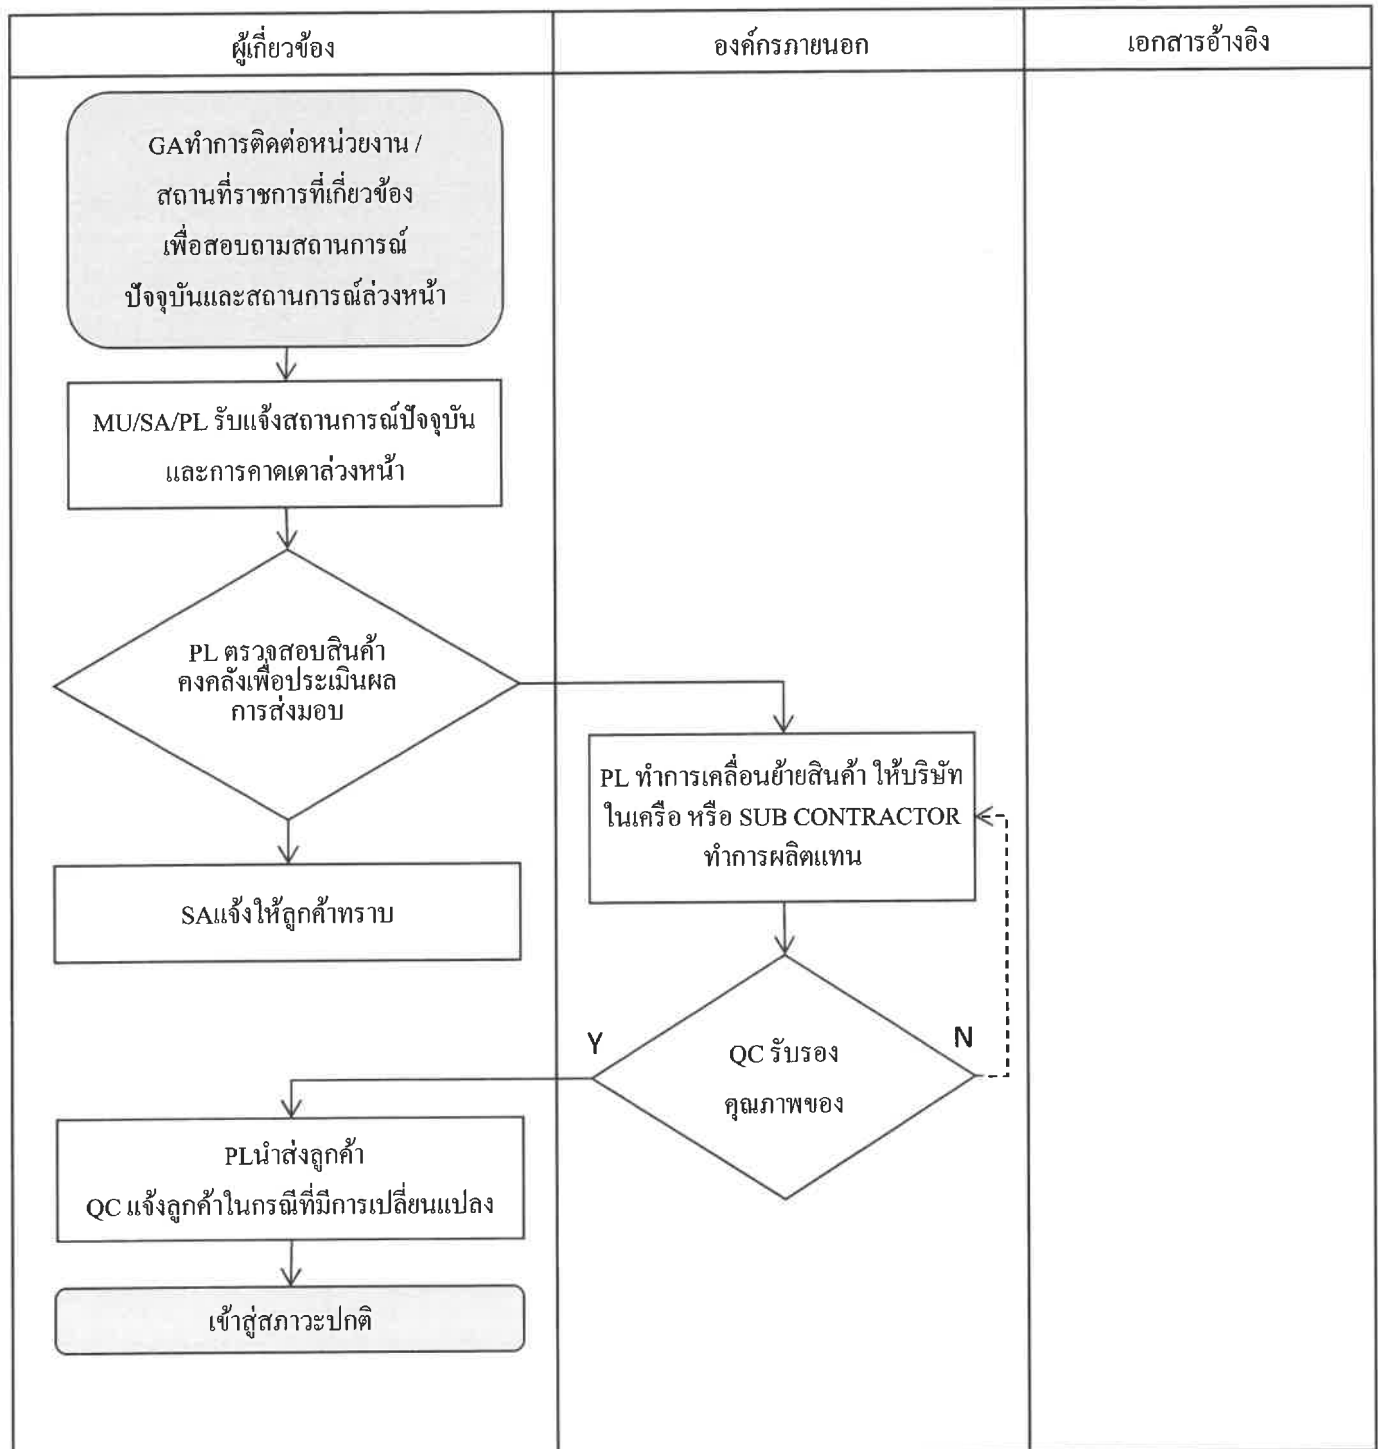 ผู้เกี่ยวข้อง
องค์กรภายนอก
เอกสารอ้างอิง
GAทำการติดต่อหน่วยงาน /
สถานที่ราชการที่เกี่ยวข้อง
เพื่อสอบถามสถานการณ์
ปัจจุบันและสถานการณ์ล่วงหน้า
MU/SA/PL รับแจ้งสถานการณ์ปัจจุบัน
และการคาดเดาล่วงหน้า
PL ตรวจสอบสินค้า
คงคลังเพื่อประเมินผล
การส่งมอบ
PL ทำการเคลื่อนย้ายสินค้า ให้บริษัท
ในเครือ หรือ SUB CONTRACTOR
ทำการผลิตแทน
SAแจ้งให้ลูกค้าทราบ
Y
N
QC รับรอง
คุณภาพของ
PLนำส่งลูกค้า
QC แจ้งลูกค้าในกรณีที่มีการเปลี่ยนแปลง
เข้าสู่สภาวะปกติ